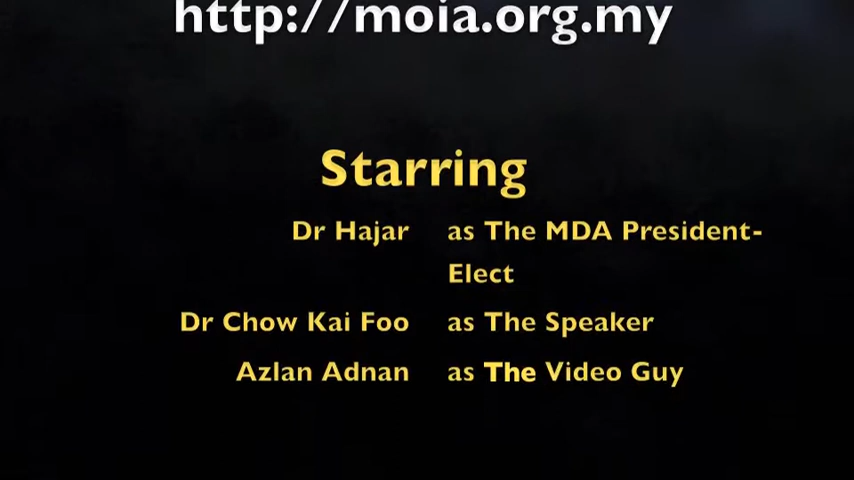 http://moia.org.my
Starring
Dr Hajar as The MDA President-
Elect
Dr Chow Kai Foo as The Speaker
Azlan Adnan as The Video Guy